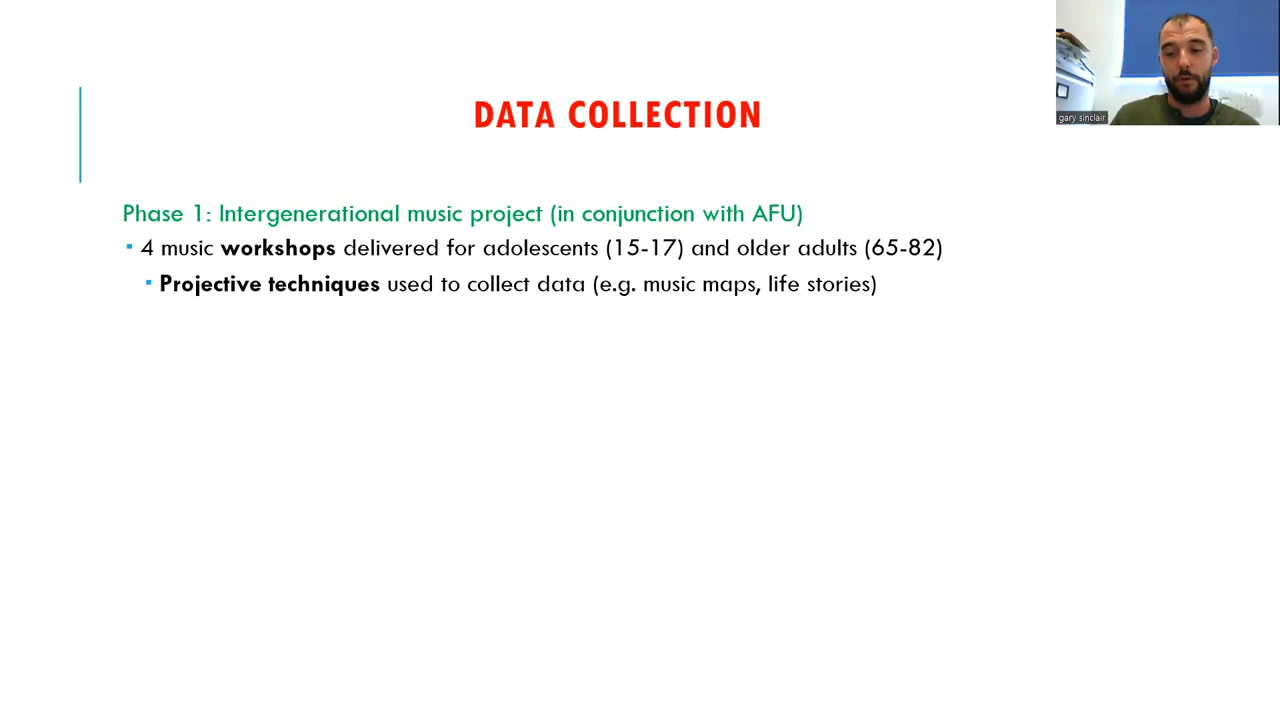 DATA COLLECTION
gary sinclair
Phase 1: Intergenerational music project (in conjunction with AFU)
▪ 4 music workshops delivered for adolescents (15-17) and older adults (65-82)
▪ Projective techniques used to collect data (e.g. music maps, life stories)